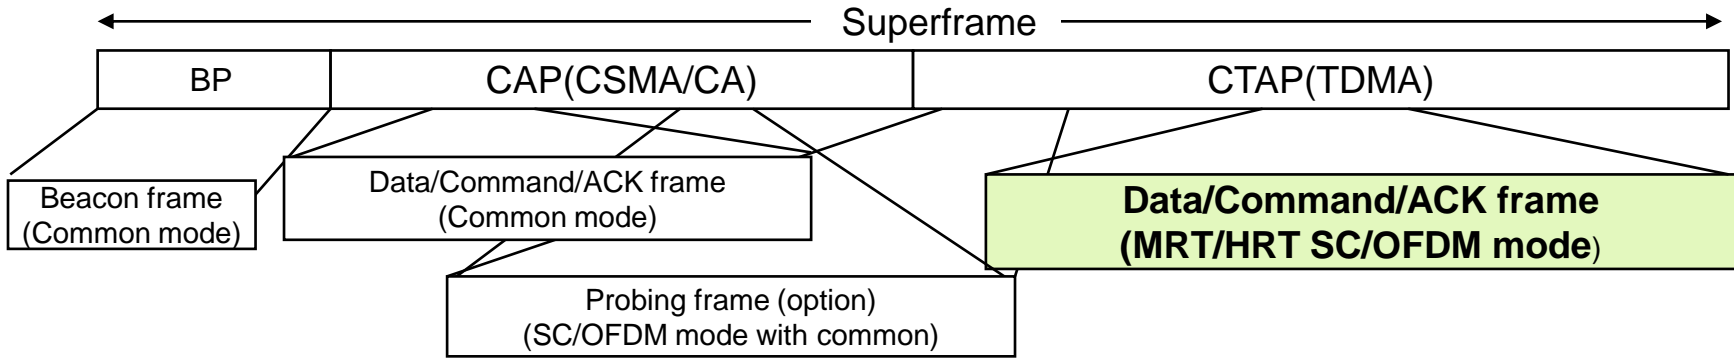 Superframe
BP
CAP(CSMA/CA)
CTAP(TDMA)
Beacon frame
(Common mode)
Data/Command/ACK frame
(Common mode)
Data/Command/ACK frame
(MRT/HRT SC/OFDM mode)
Probing frame (option)
(SC/OFDM mode with common)